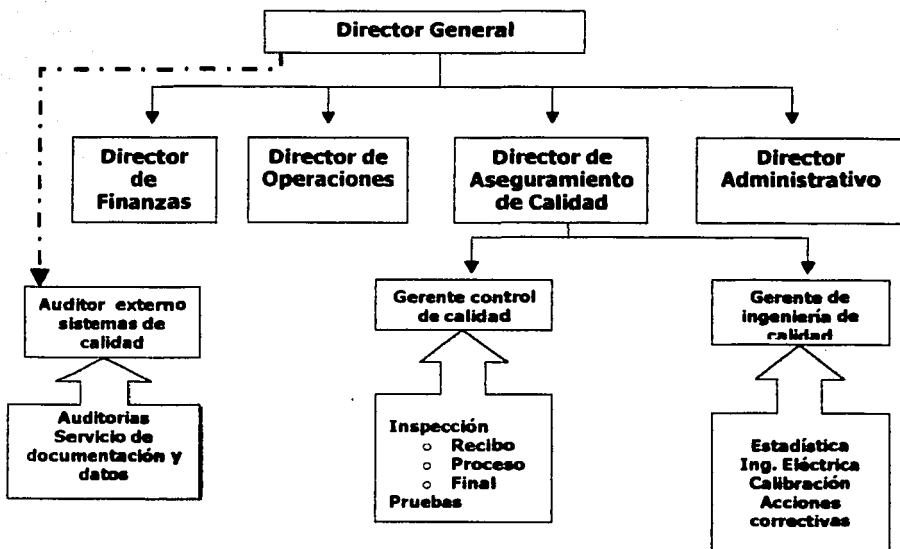 Director General
Director
de
Finanzas
Director de
Operaciones
Director de
Aseguramiento
de Calidad
Director
Administrativo
Auditor externo
sistemas de
calidad
Gerente control
de calidad
Gerente de
ingeniería de
calidad
Auditorias
Servicio de
documentación y
datos
Inspección
o Recibo
o Proceso
o Final
Pruebas
Estadística
Ing. Eléctrica
Calibración
Acciones
correctivas